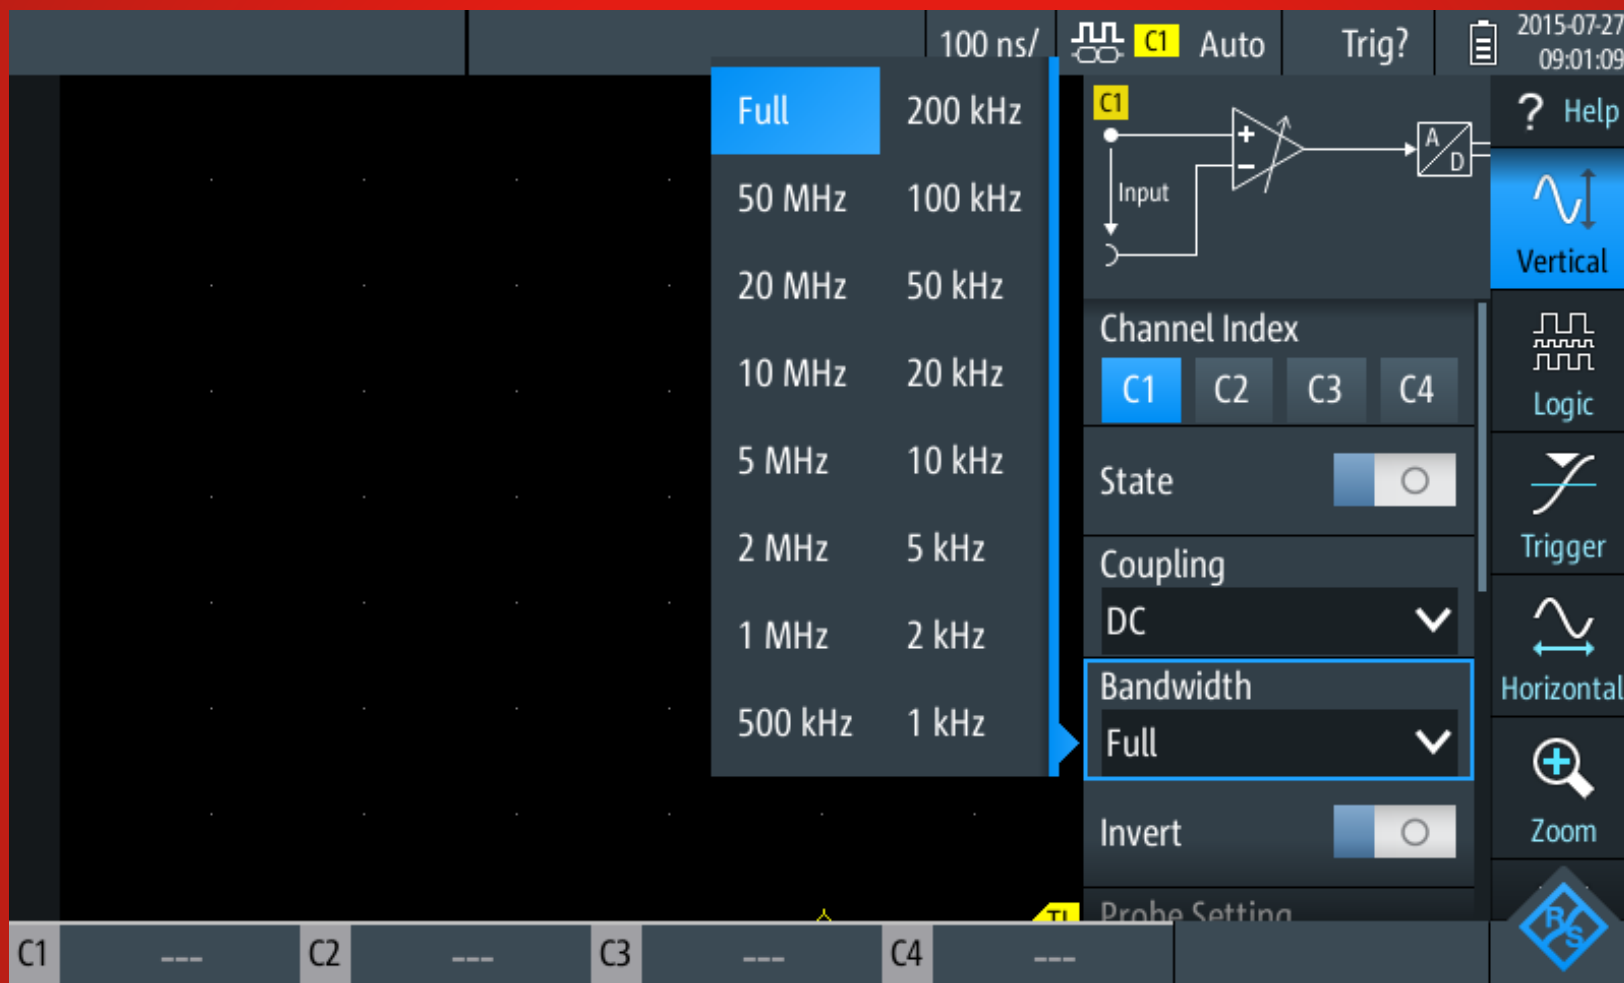 100 ns/
C1
Auto
Trig?
2015-07-27
09:01:09
Full
200 kHz
50 MHz
100 kHz
20 MHz
50 kHz
10 MHz
20 kHz
5 MHz
10 kHz
2 MHz
5 kHz
1 MHz
2 kHz
500 kHz
1 kHz
C1
+
-
Input
A
D
Channel Index
C1 C2 C3 C4
State
Coupling
DC
Bandwidth
Full
Invert
Probe Setting
? Help
Vertical
Logic
Trigger
Horizontal
Zoom
TL
C1 --- C2 --- C3 --- C4 ---
R
S